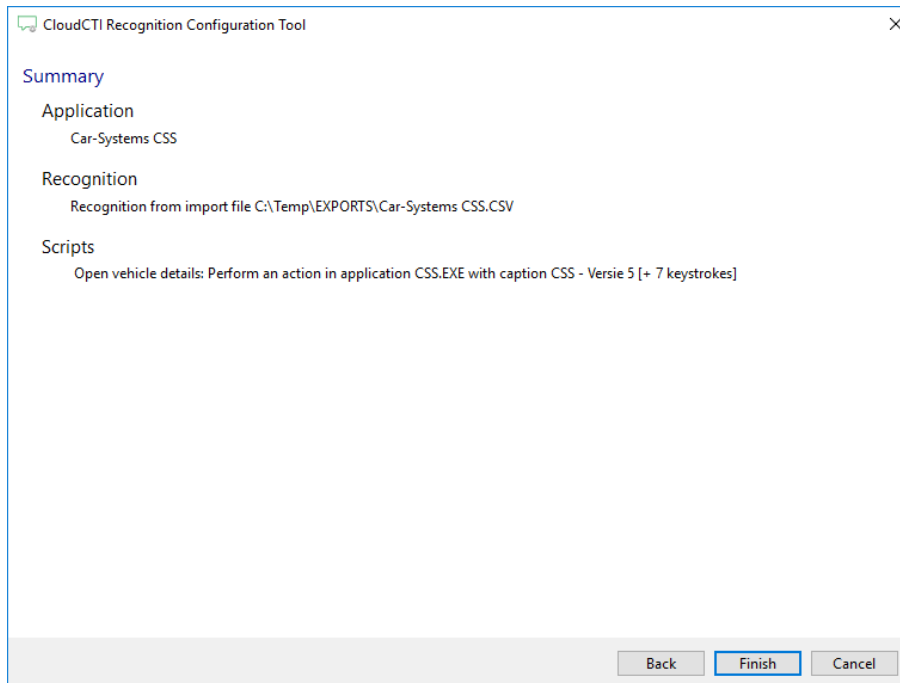 CloudCTI Recognition Configuration Tool
Summary
Application
Car-Systems CSS
Recognition
Recognition from import file C:\Temp\EXPORTS\Car-Systems CSS.CSV
Scripts
Open vehicle details: Perform an action in application CSS.EXE with caption CSS - Versie 5 [+ 7 keystrokes]
Back Finish Cancel